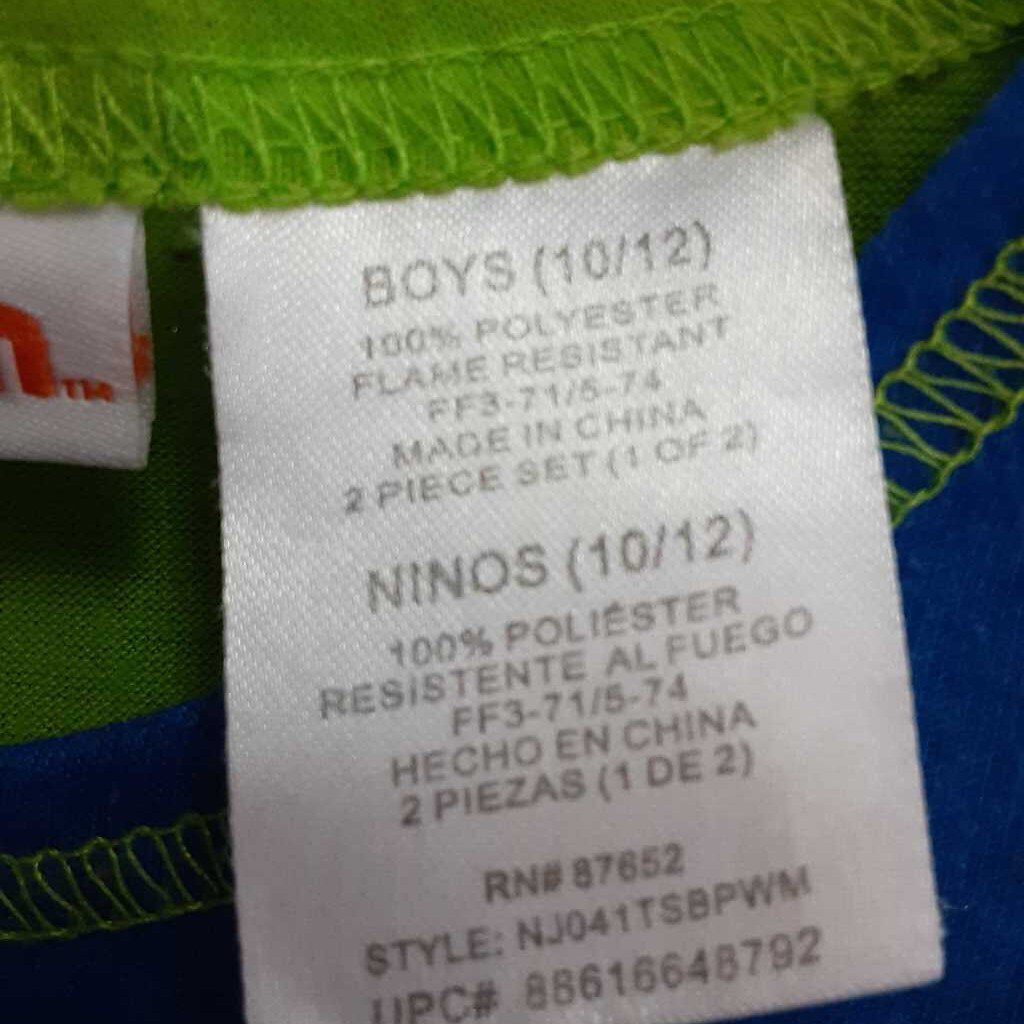 BOYS (10/12)
100% POLYESTER
FLAME RESISTANT
FF3-71/5-74
MADE IN CHINA
2 PIECE SET (1 OF 2)
NINOS (10/12)
100% POLIÉSTER
RESISTENTE AL FUEGO
FF3-71/5-74
HECHO EN CHINA
2 PIEZAS (1 DE 2)
RN# 87652
STYLE: NJ041TSBPWM
UPC# 88616648792